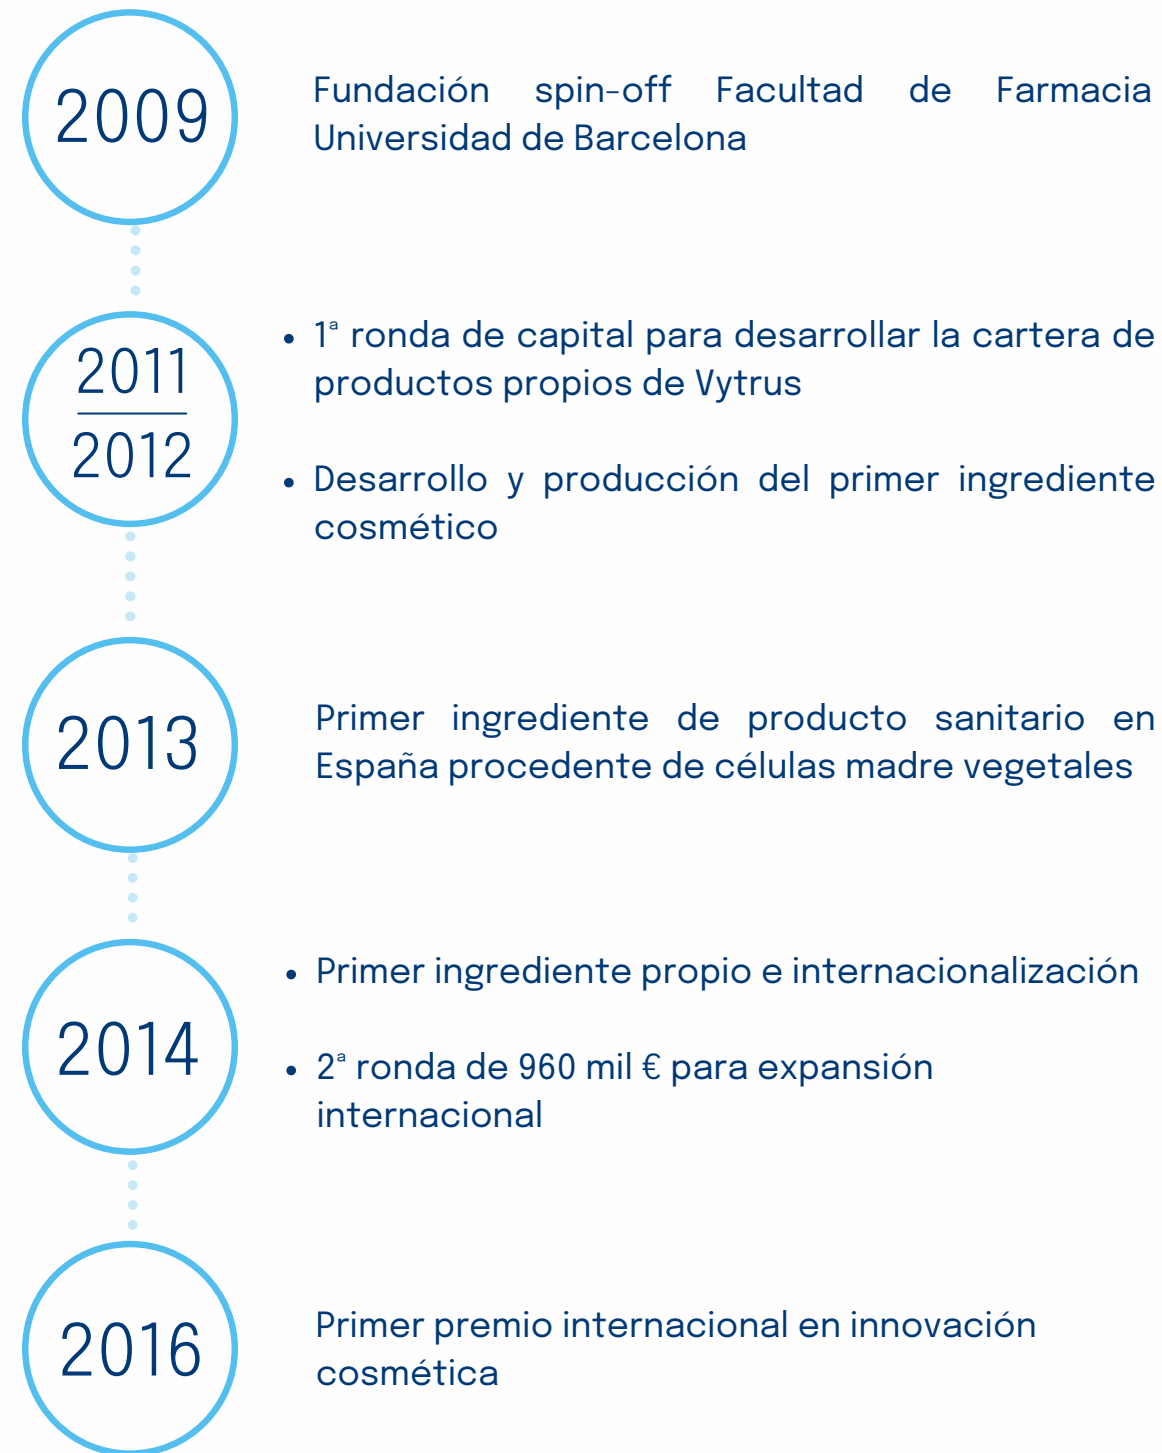 2009
Fundación spin-off Facultad de Farmacia
Universidad de Barcelona
2011
2012
• 1ª ronda de capital para desarrollar la cartera de
productos propios de Vytrus
• Desarrollo y producción del primer ingrediente
cosmético
2013
Primer ingrediente de producto sanitario en
España procedente de células madre vegetales
2014
• Primer ingrediente propio e internacionalización
• 2ª ronda de 960 mil € para expansión
internacional
2016
Primer premio internacional en innovación
cosmética